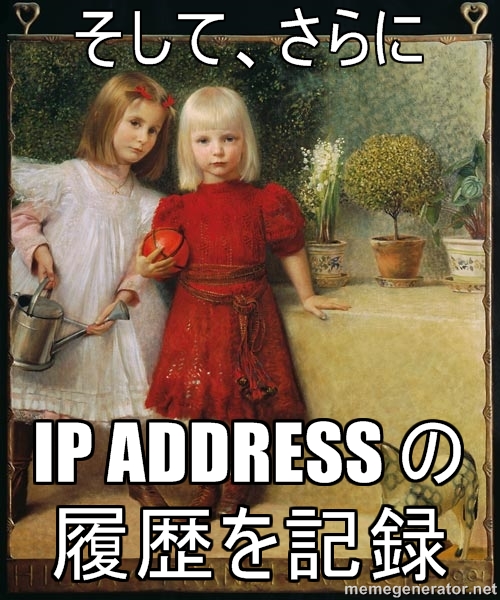 そして、さらに
IP ADDRESS の
履歴を記録
memegenerator.net